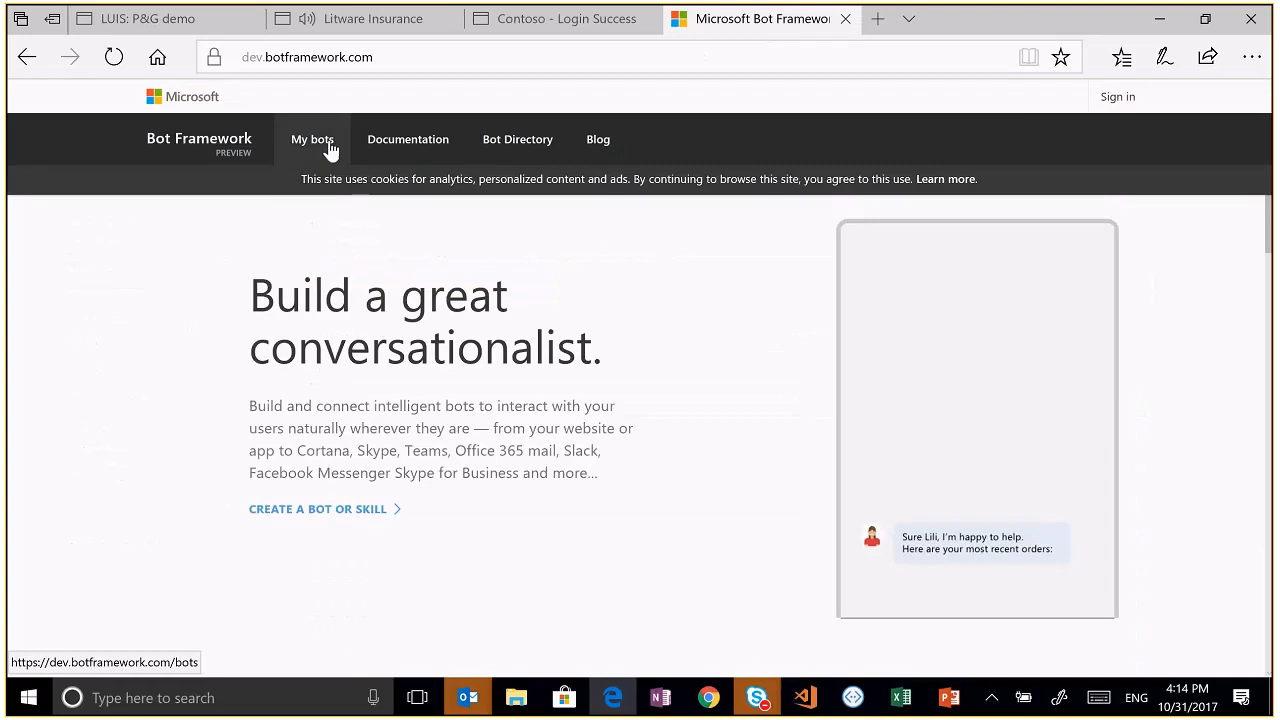 LUIS: P&G demo
Litware Insurance
Contoso - Login Success
Microsoft Bot Framewor
dev.botframework.com
Microsoft
Sign in
Bot Framework
PREVIEW
My bots
Documentation
Bot Directory
Blog
This site uses cookies for analytics, personalized content and ads. By continuing to browse this site, you agree to this use. Learn more.
Build a great
conversationalist.
Build and connect intelligent bots to interact with your
users naturally wherever they are — from your website or
app to Cortana, Skype, Teams, Office 365 mail, Slack,
Facebook Messenger Skype for Business and more...
CREATE A BOT OR SKILL
Sure Lili, I'm happy to help.
Here are your most recent orders:
https://dev.botframework.com/bots
Type here to search
ENG
4:14 PM
10/31/2017